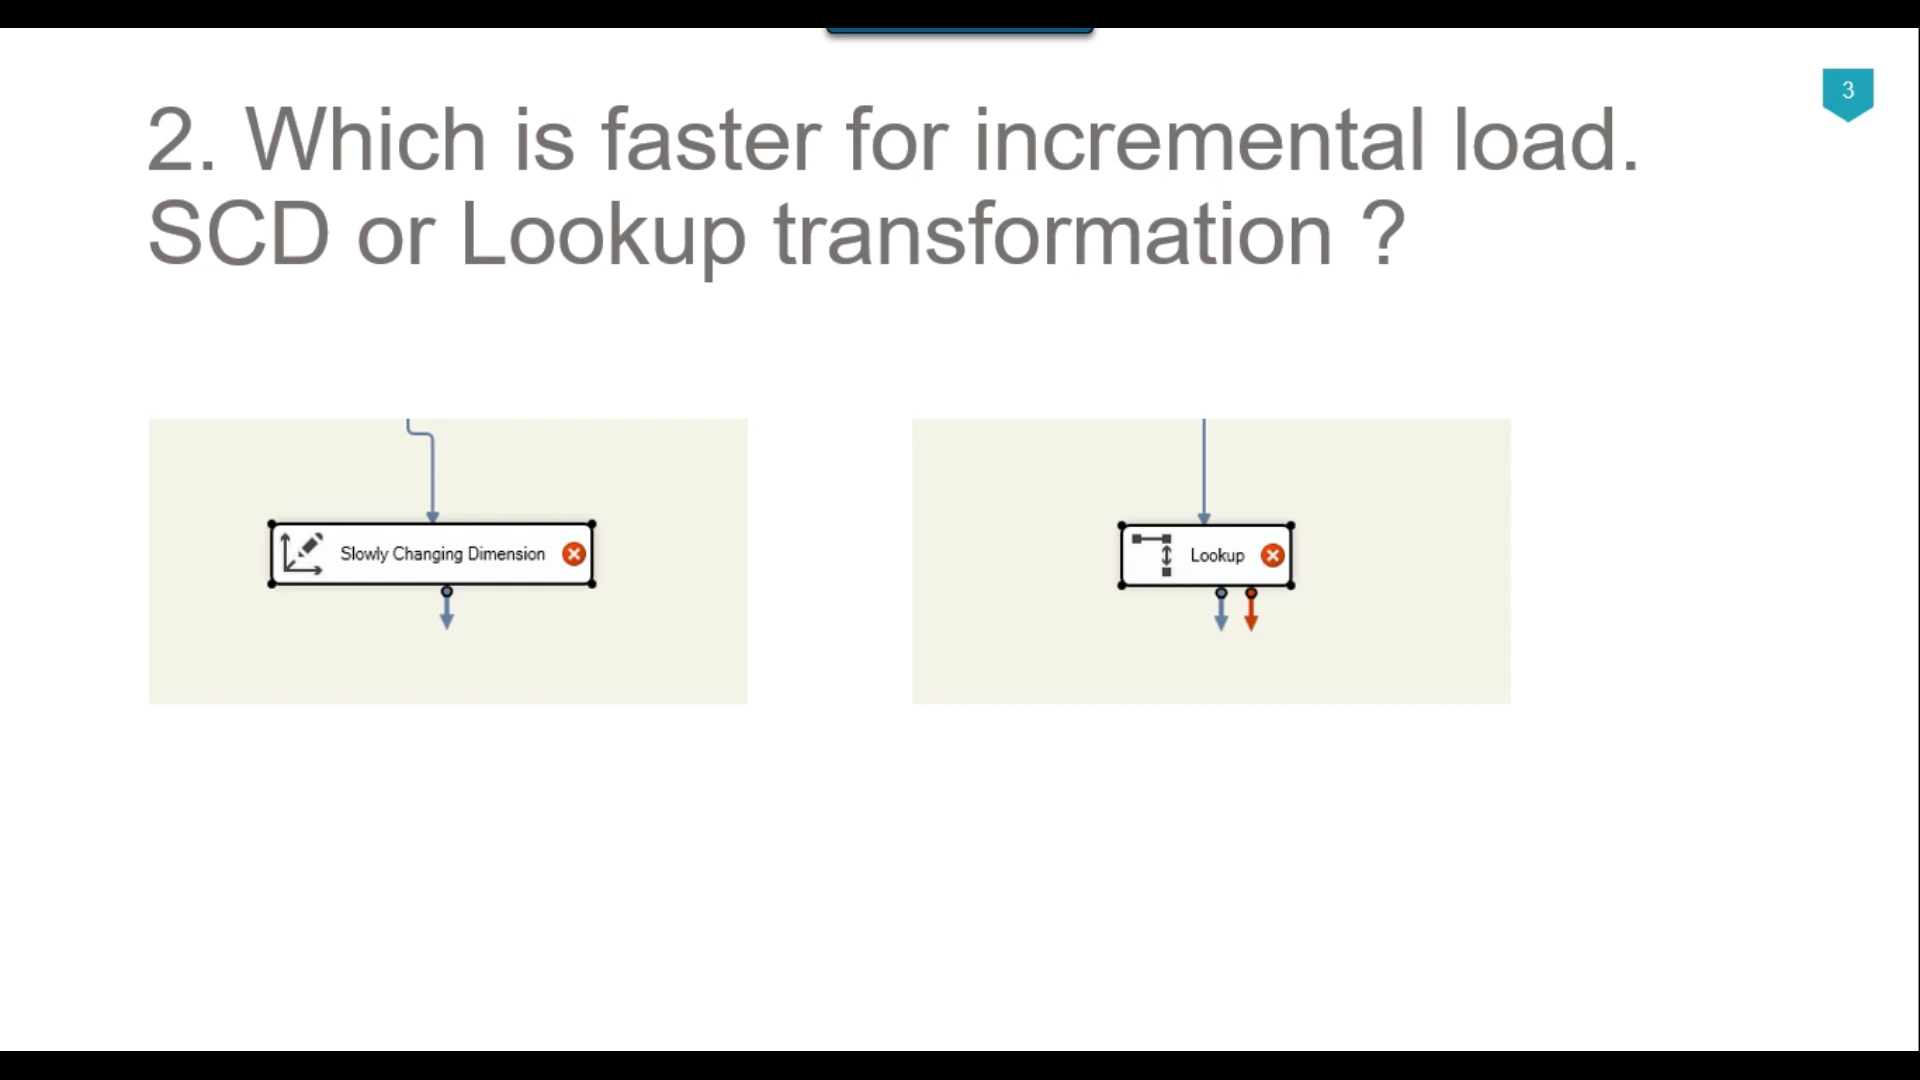 3
2. Which is faster for incremental load.
SCD or Lookup transformation ?
Slowly Changing Dimension
Lookup